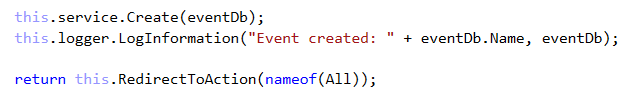 this.service.Create(eventDb);
this.logger.LogInformation("Event created: " + eventDb.Name, eventDb);
return this.RedirectToAction(nameof(All));